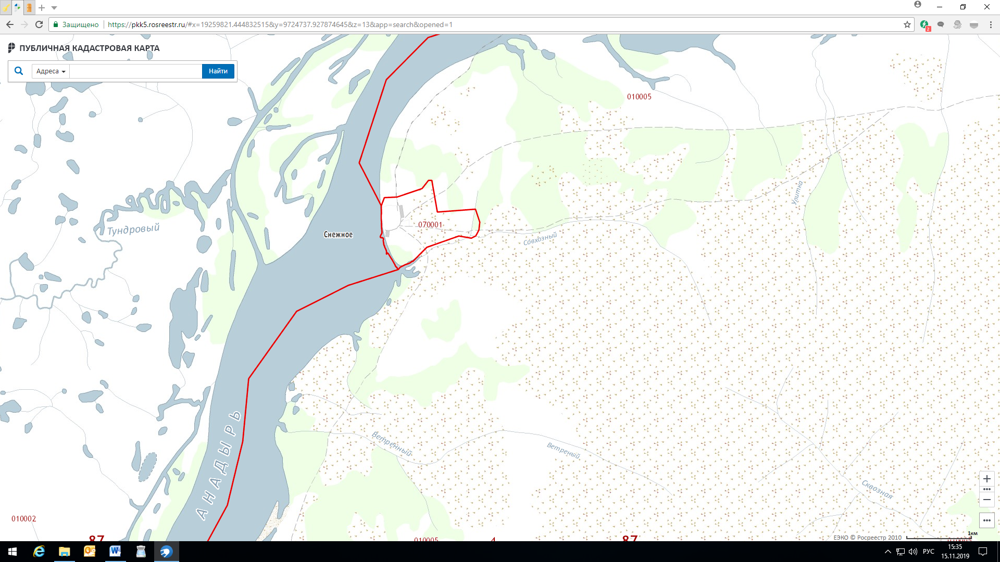 Защищено
https://pkk5.rosreestr.ru/#x=19259821.444832515&y=9724737.927874645&z=13&app=search&opened=1
2
ПУБЛИЧНАЯ КАДАСТРОВАЯ КАРТА
Адреса
Найти
010005
Улитка
070001
Тундровый
Снежное
Совхозный
АНАДЫРЬ
Ветренный
Ветреный
Сквозная
010002
87
010005
4
87
ЕЭКО © Росреестр 2010
1км
РУС
15:35
15.11.2019